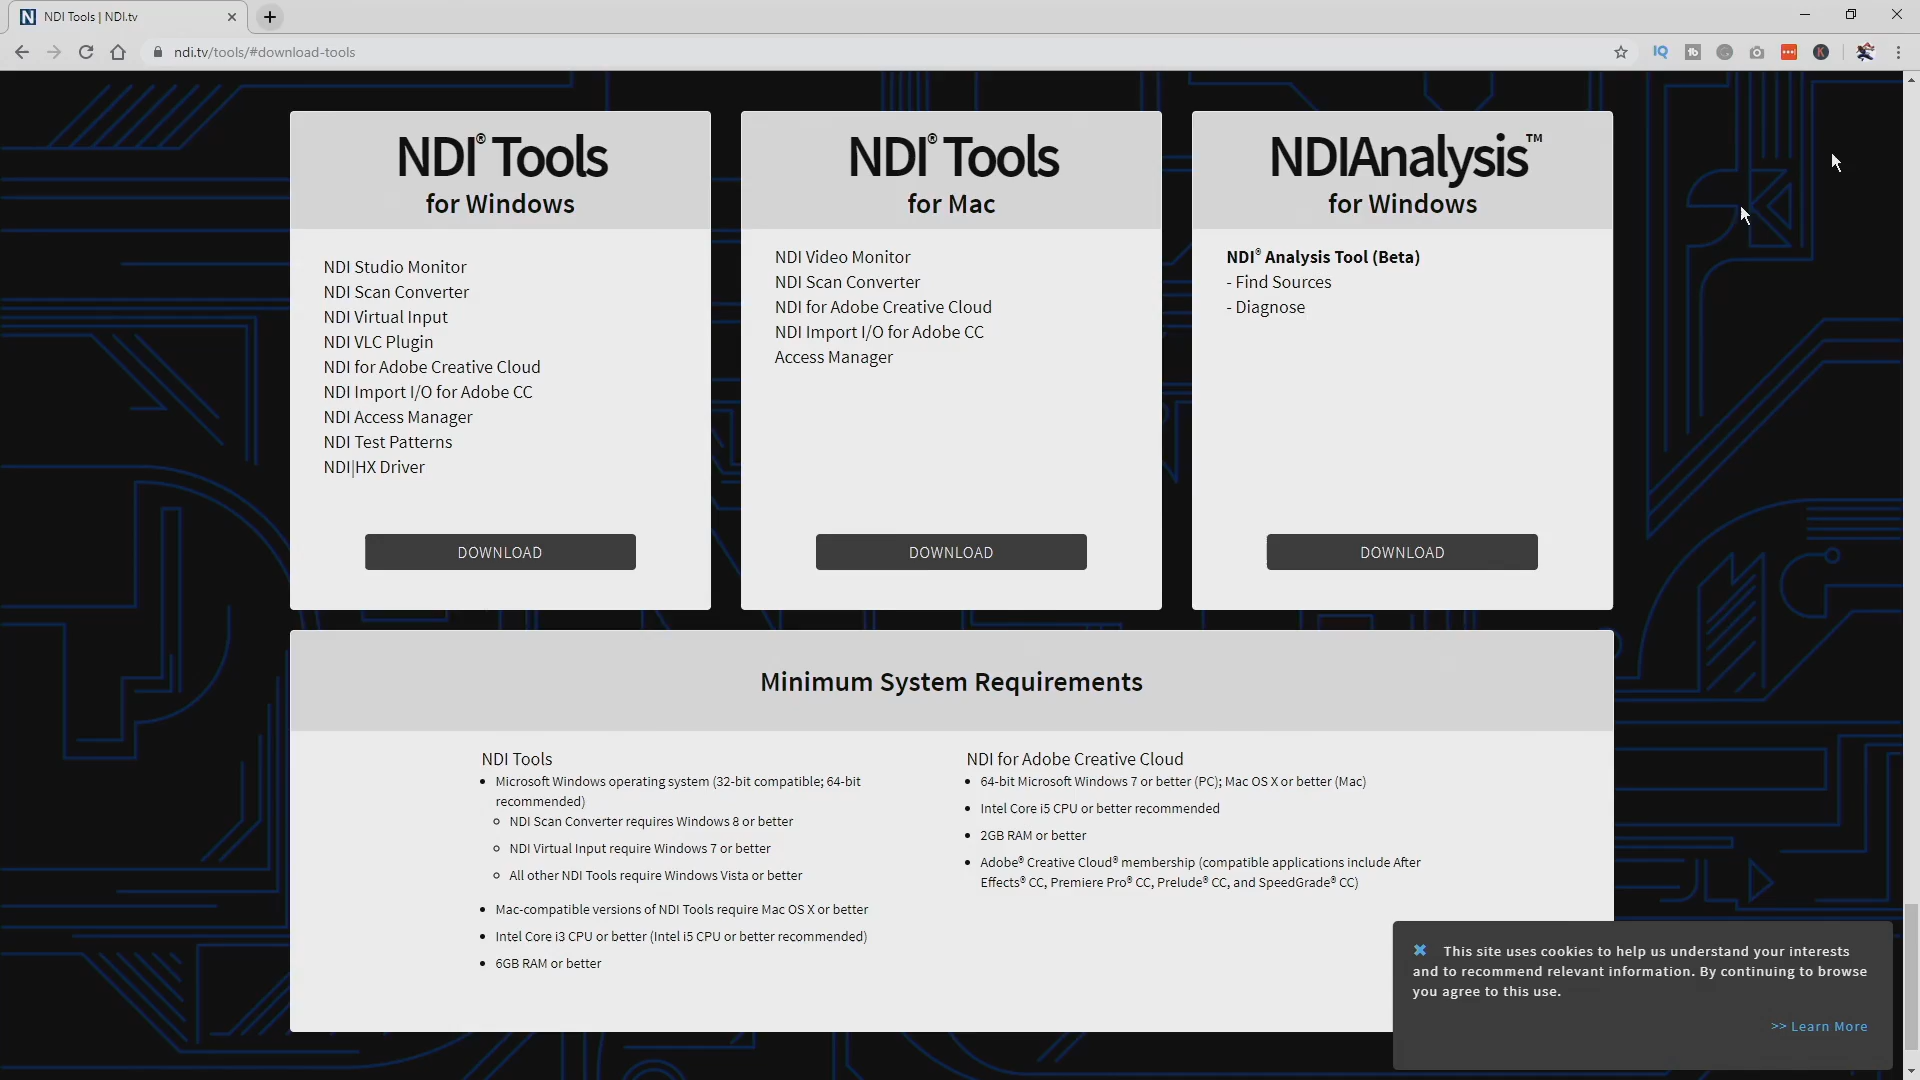 NDI Tools | NDI.tv
ndi.tv/tools/#download-tools
NDI® Tools
for Windows
NDI Studio Monitor
NDI Scan Converter
NDI Virtual Input
NDI VLC Plugin
NDI for Adobe Creative Cloud
NDI Import I/O for Adobe CC
NDI Access Manager
NDI Test Patterns
NDI|HX Driver
DOWNLOAD
NDI® Tools
for Mac
NDI Video Monitor
NDI Scan Converter
NDI for Adobe Creative Cloud
NDI Import I/O for Adobe CC
Access Manager
DOWNLOAD
NDIAnalysis™
for Windows
NDI® Analysis Tool (Beta)
- Find Sources
- Diagnose
DOWNLOAD
Minimum System Requirements
NDI Tools
Microsoft Windows operating system (32-bit compatible; 64-bit
recommended)
NDI Scan Converter requires Windows 8 or better
NDI Virtual Input require Windows 7 or better
All other NDI Tools require Windows Vista or better
Mac-compatible versions of NDI Tools require Mac OS X or better
Intel Core i3 CPU or better (Intel i5 CPU or better recommended)
6GB RAM or better
NDI for Adobe Creative Cloud
64-bit Microsoft Windows 7 or better (PC); Mac OS X or better (Mac)
Intel Core i5 CPU or better recommended
2GB RAM or better
Adobe® Creative Cloud® membership (compatible applications include After
Effects® CC, Premiere Pro® CC, Prelude® CC, and SpeedGrade® CC)
This site uses cookies to help us understand your interests
and to recommend relevant information. By continuing to browse
you agree to this use.
>> Learn More